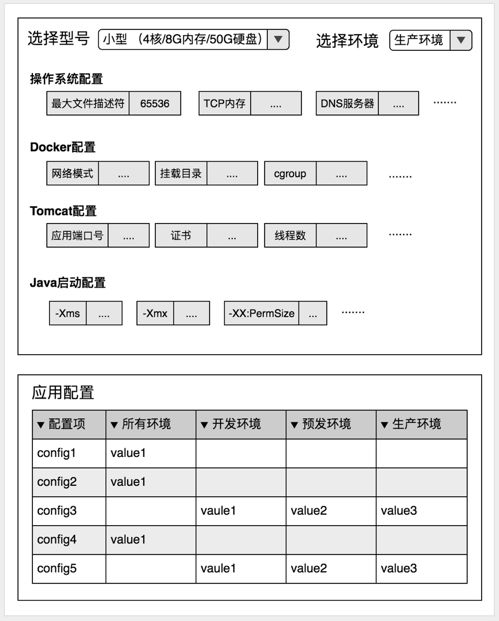 选择型号 小型 （4核/8G内存/50G硬盘） 选择环境 生产环境
操作系统配置
最大文件描述符 65536 TCP内存 .... DNS服务器 .... .......
Docker配置
网络模式 .... 挂载目录 .... cgroup .... .......
Tomcat配置
应用端口号 .... 证书 ... 线程数 .... .......
Java启动配置
-Xms .... -Xmx .... -XX:PermSize ... .......
应用配置
▼ 配置项 ▼ 所有环境 ▼ 开发环境 ▼ 预发环境 ▼ 生产环境
config1 value1
config2 value1
config3 vaule1 value2 value3
config4 value1
config5 vaule1 value2 value3